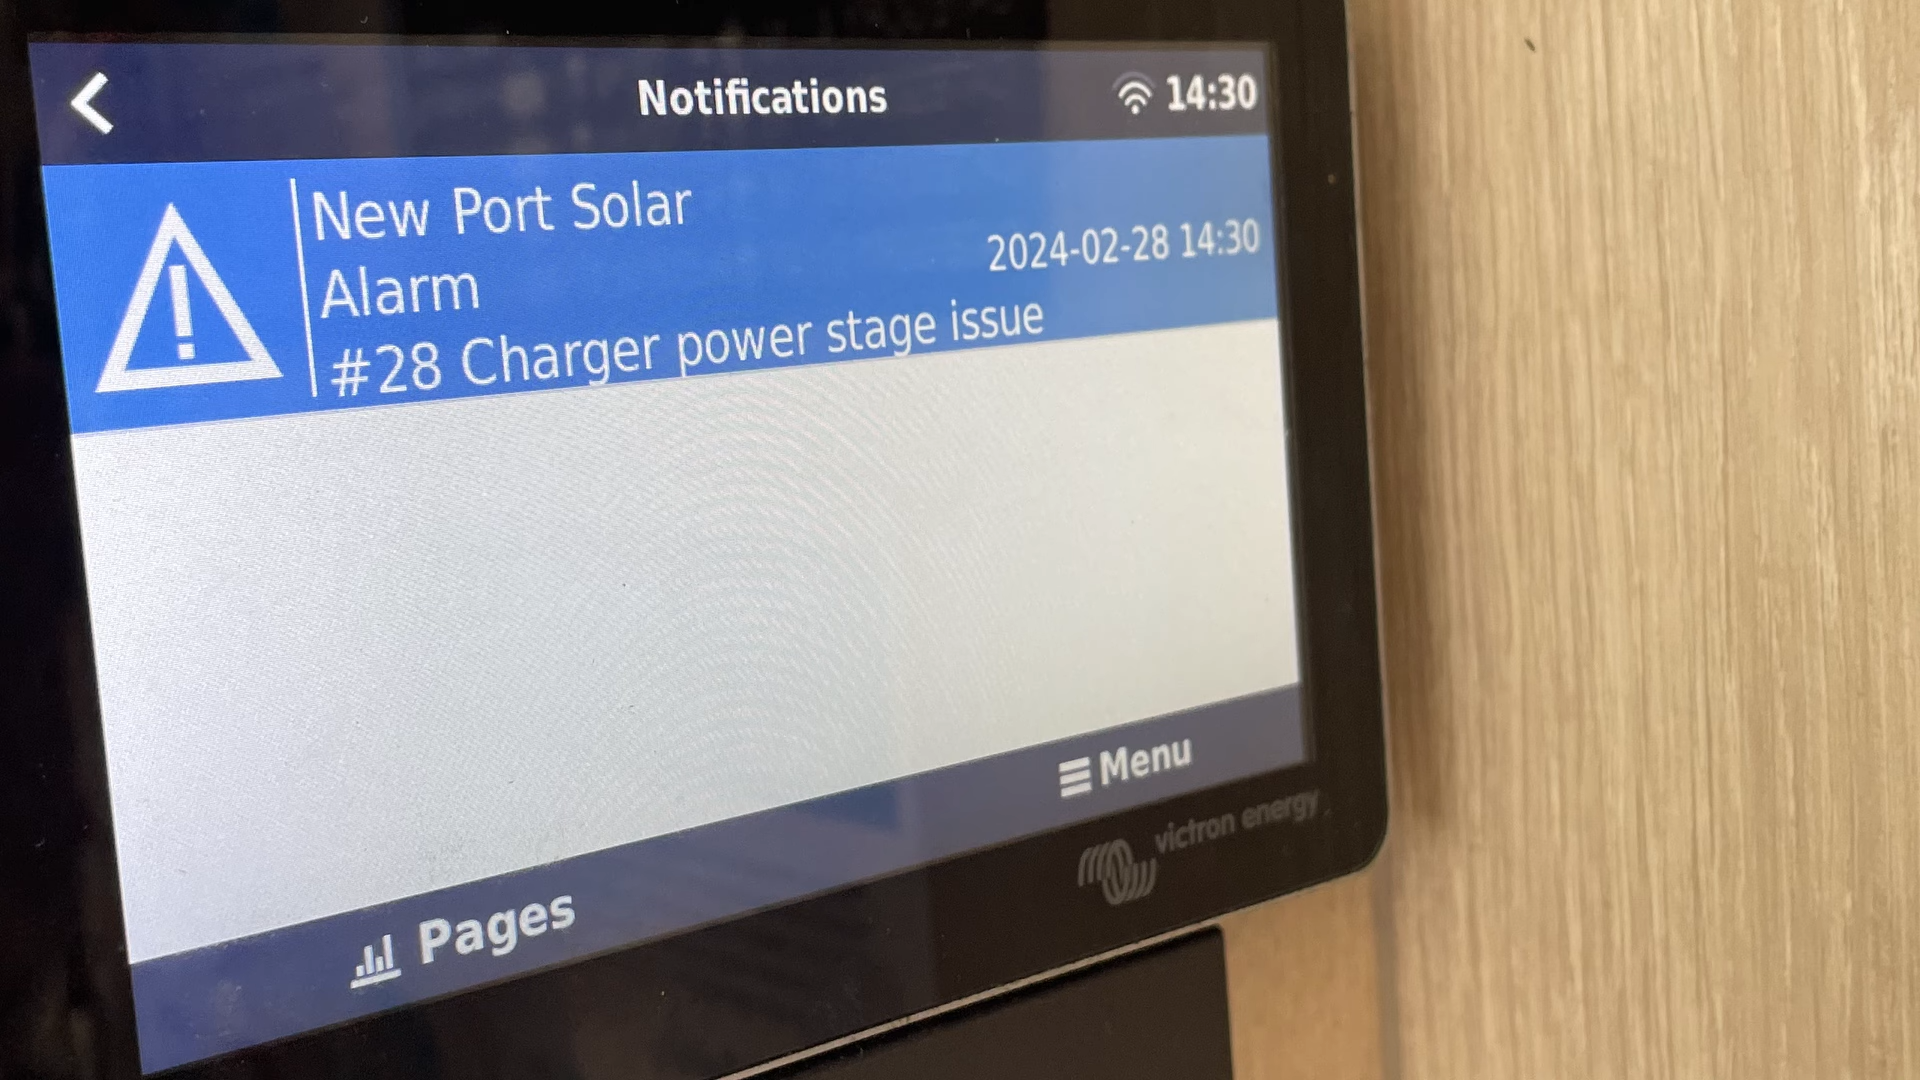 Notifications
14:30
New Port Solar
Alarm
2024-02-28 14:30
#28 Charger power stage issue
Pages
Menu
victron energy